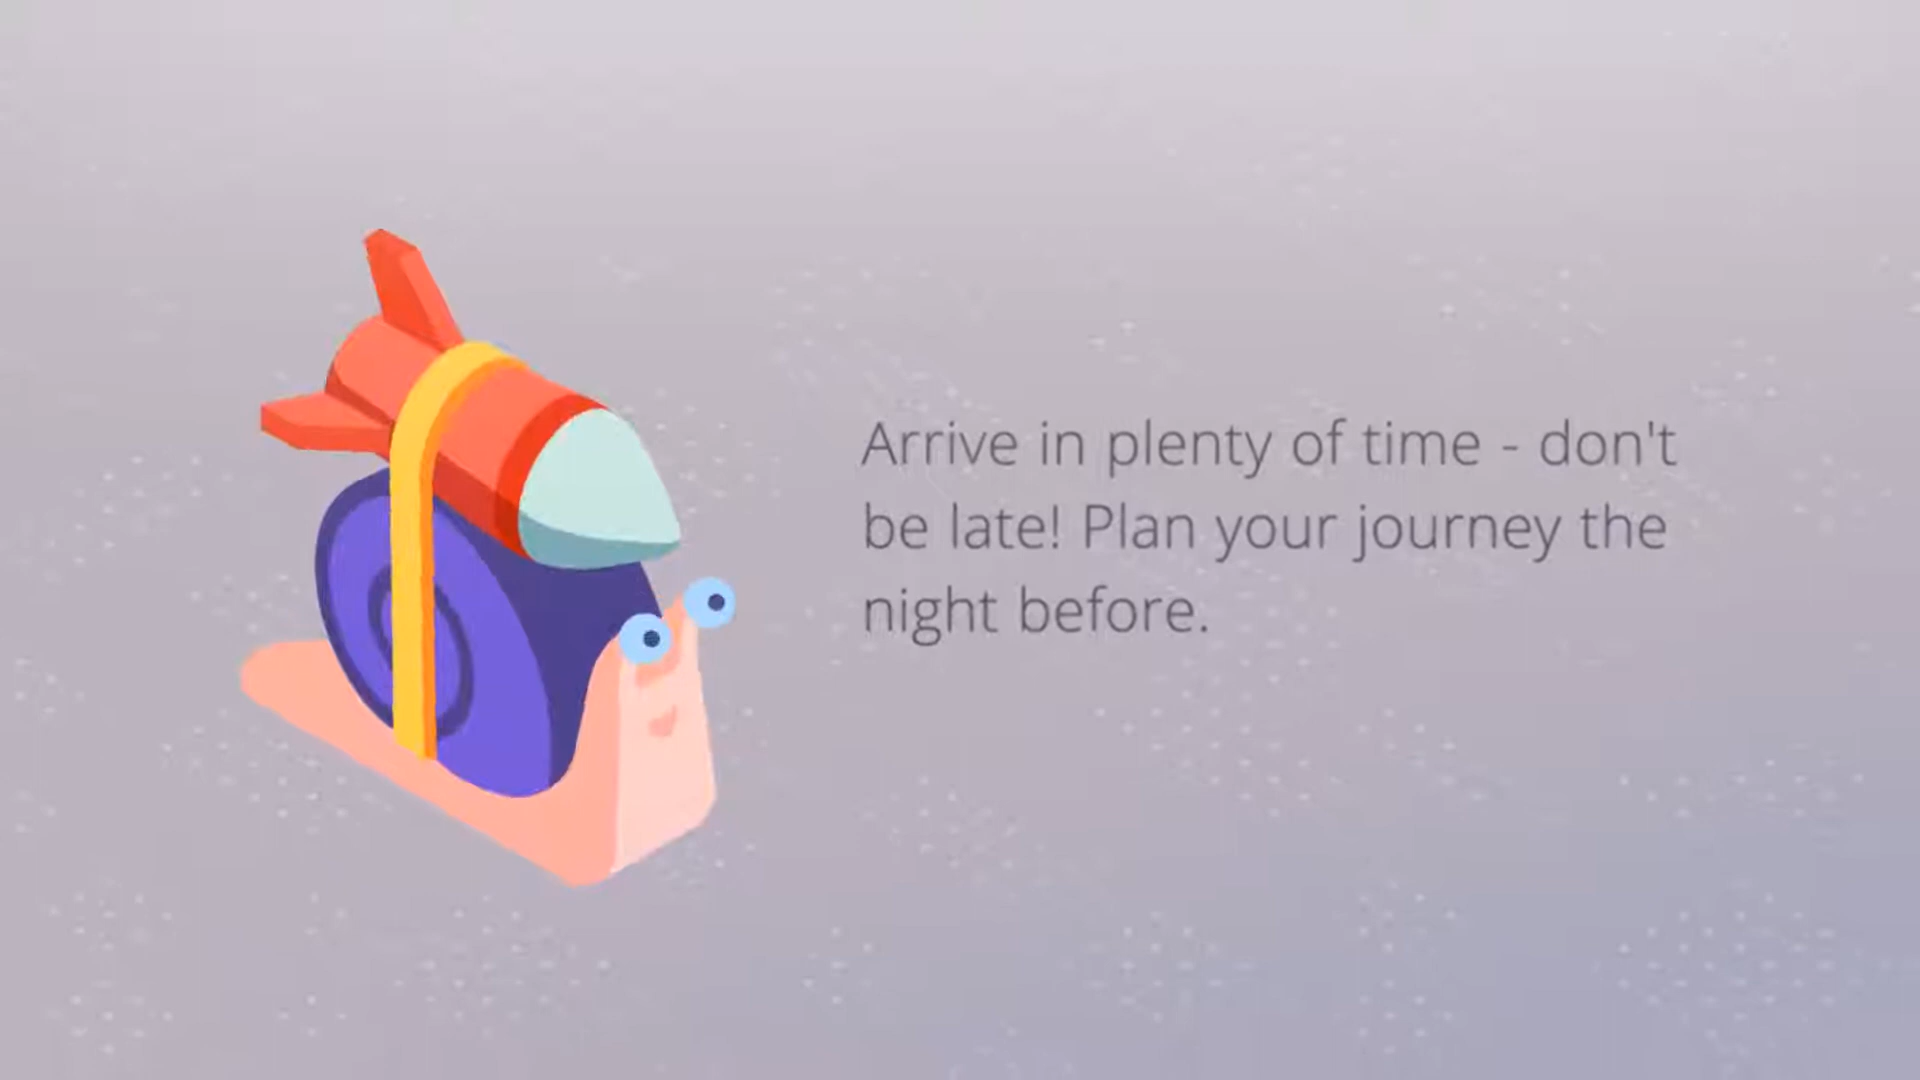 Arrive in plenty of time - don't
be late! Plan your journey the
night before.